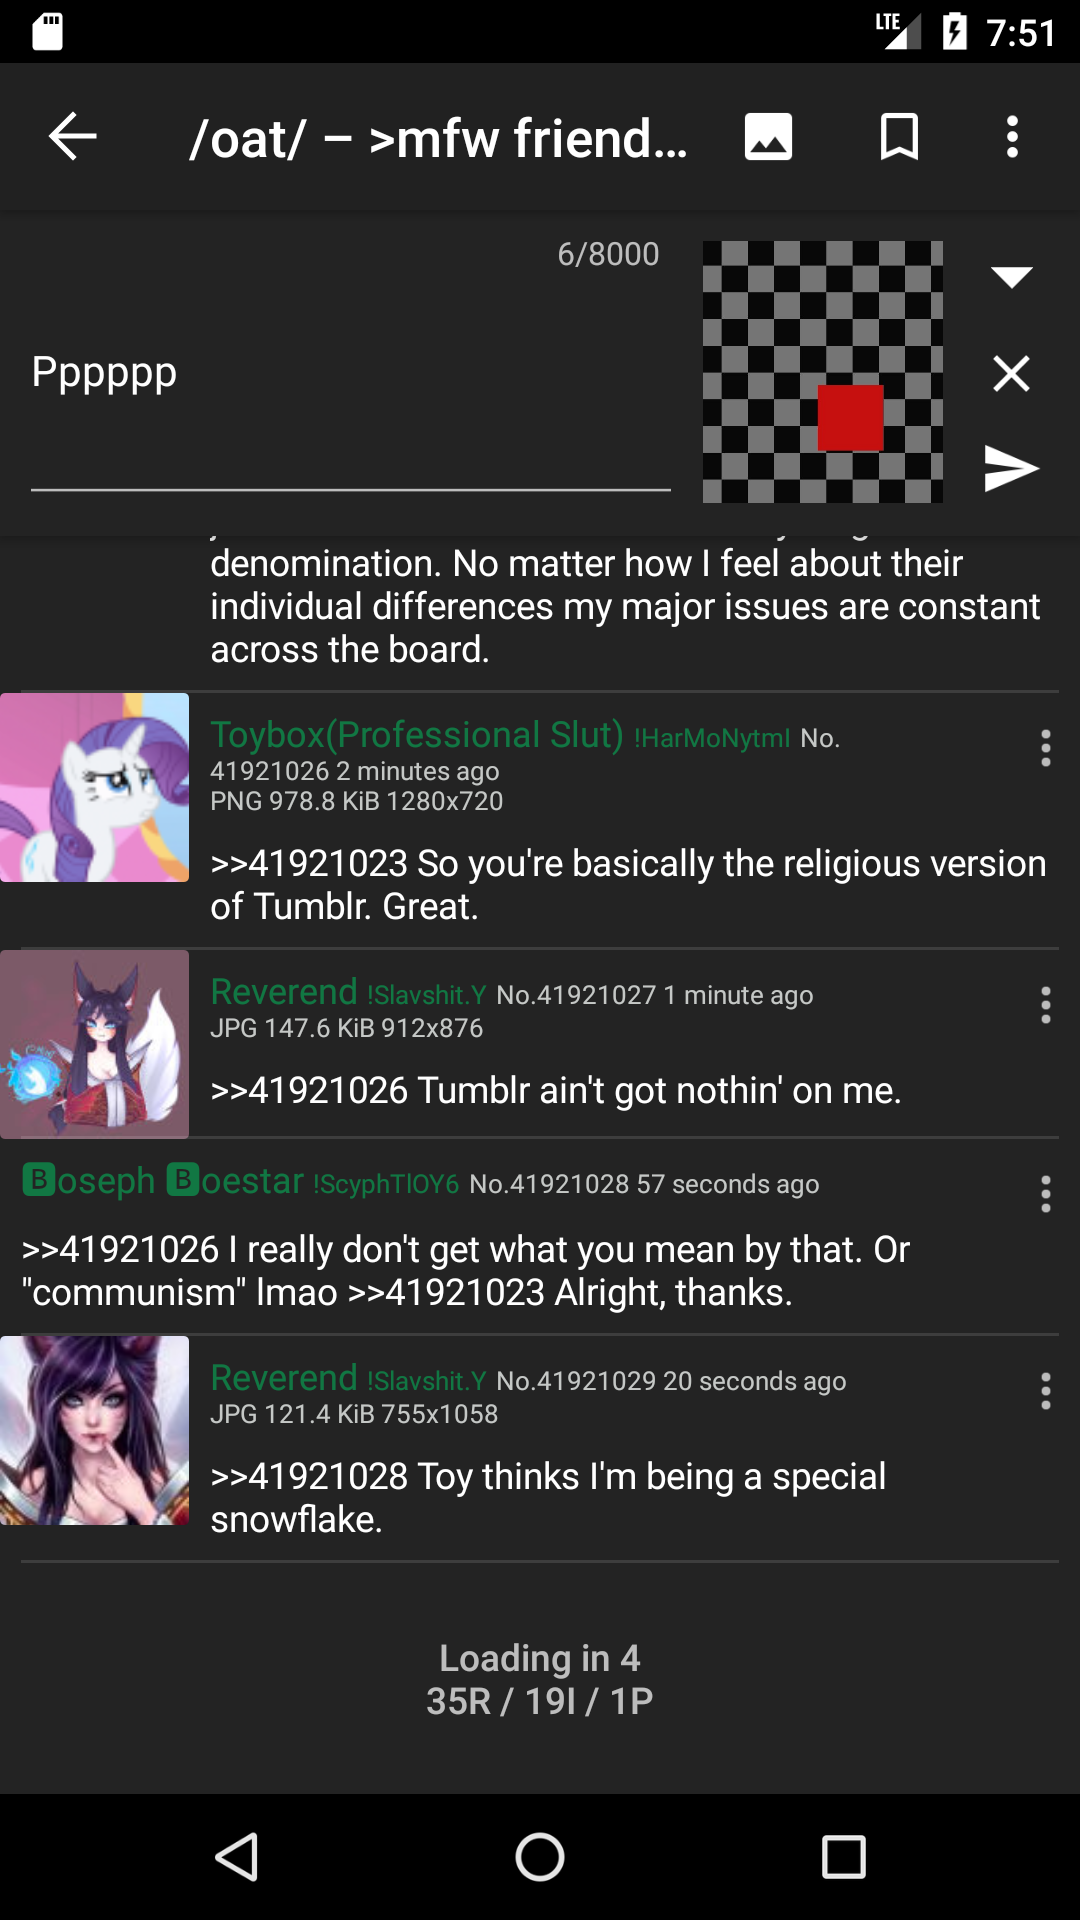 LTE 7:51
/oat/ – >mfw friend...
6/8000
Pppppp
denomination. No matter how I feel about their
individual differences my major issues are constant
across the board.
Toybox(Professional Slut) !HarMoNytmI No.
41921026 2 minutes ago
PNG 978.8 KiB 1280x720
>>41921023 So you're basically the religious version
of Tumblr. Great.
Reverend !Slavshit.Y No.41921027 1 minute ago
JPG 147.6 KiB 912x876
>>41921026 Tumblr ain't got nothin' on me.
🅱oseph 🅱oestar !ScyphTlOY6 No.41921028 57 seconds ago
>>41921026 I really don't get what you mean by that. Or
"communism" lmao >>41921023 Alright, thanks.
Reverend !Slavshit.Y No.41921029 20 seconds ago
JPG 121.4 KiB 755x1058
>>41921028 Toy thinks I'm being a special
snowflake.
Loading in 4
35R / 19I / 1P